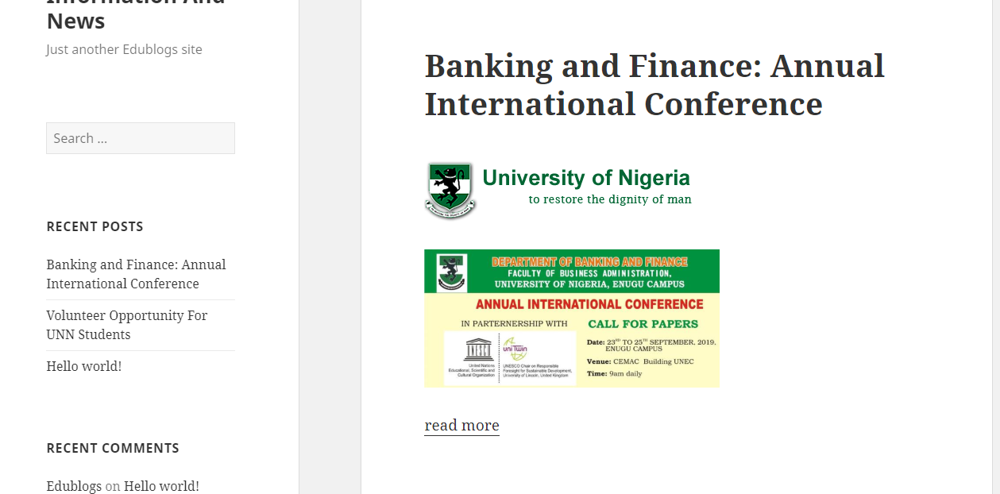 News
Just another Edublogs site
Search ...
RECENT POSTS
Banking and Finance: Annual
International Conference
Volunteer Opportunity For
UNN Students
Hello world!
RECENT COMMENTS
Edublogs on Hello world!
Banking and Finance: Annual
International Conference
University of Nigeria
to restore the dignity of man
DEPARTMENT OF BANKING AND FINANCE
FACULTY OF BUSINESS ADMINISTRATION,
UNIVERSITY OF NIGERIA, ENUGU CAMPUS
ANNUAL INTERNATIONAL CONFERENCE
IN PARTERNERSHIP WITH
UNESCO
United Nations
Educational, Scientific and
Cultural Organization
uniTwin
UNESCO Chair on Responsible
Foresight for Sustainable Development,
University of Lincoln, United Kingdom
CALL FOR PAPERS
Date: 23RD TO 25TH SEPTEMBER, 2019.
ENUGU CAMPUS
Venue: CEMAC Building UNEC
Time: 9am daily
read more